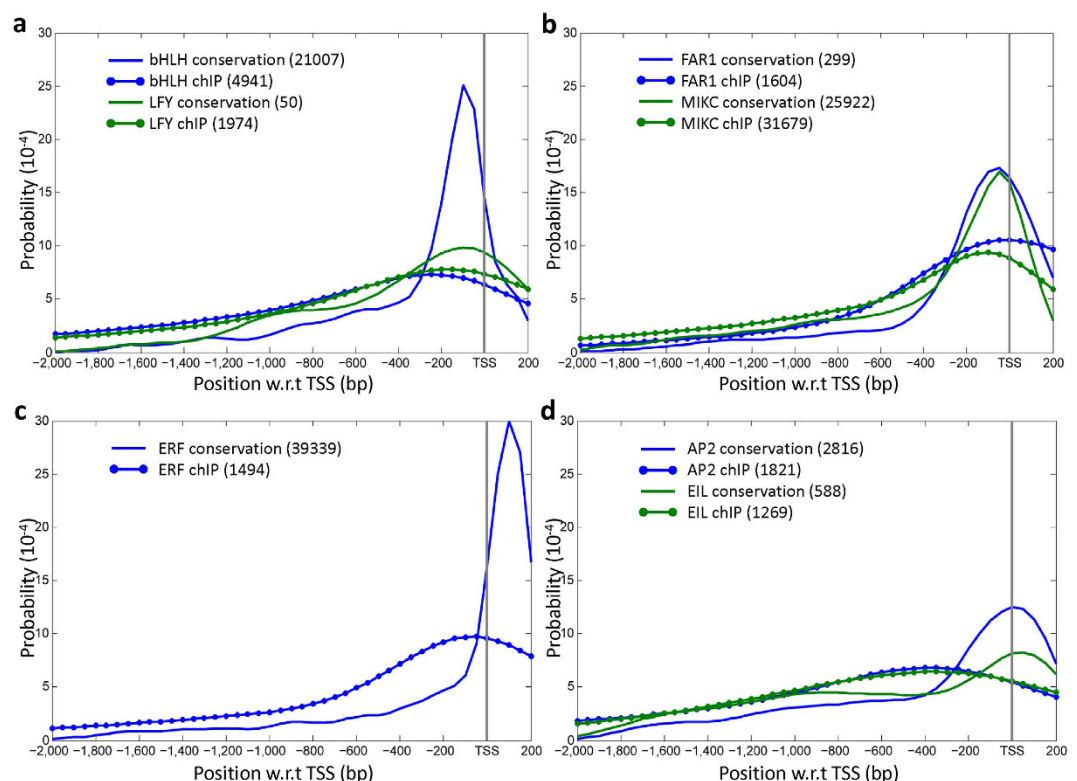 a
30
25
20
15
10
5
0
Probability (10-4)
bHLH conservation (21007)
bHLH chIP (4941)
LFY conservation (50)
LFY chIP (1974)
−2,000 −1,800 −1,600 −1,400 −1,200 −1,000 −800 −600 −400 −200 TSS 200
Position w.r.t TSS (bp)
b
30
25
20
15
10
5
0
Probability (10-4)
FAR1 conservation (299)
FAR1 chIP (1604)
MIKC conservation (25922)
MIKC chIP (31679)
−2,000 −1,800 −1,600 −1,400 −1,200 −1,000 −800 −600 −400 −200 TSS 200
Position w.r.t TSS (bp)
c
30
25
20
15
10
5
0
Probability (10-4)
ERF conservation (39339)
ERF chIP (1494)
−2,000 −1,800 −1,600 −1,400 −1,200 −1,000 −800 −600 −400 −200 TSS 200
Position w.r.t TSS (bp)
d
30
25
20
15
10
5
0
Probability (10-4)
AP2 conservation (2816)
AP2 chIP (1821)
EIL conservation (588)
EIL chIP (1269)
−2,000 −1,800 −1,600 −1,400 −1,200 −1,000 −800 −600 −400 −200 TSS 200
Position w.r.t TSS (bp)